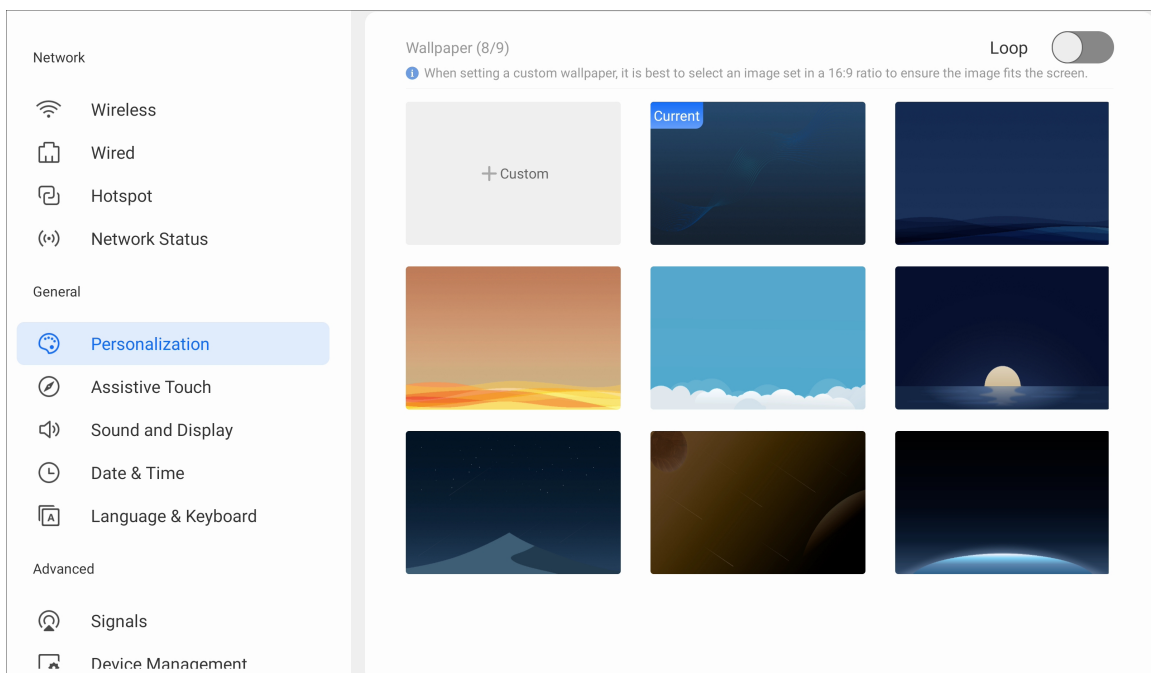 Network
Wireless
Wired
Hotspot
Network Status
General
Personalization
Assistive Touch
Sound and Display
Date & Time
Language & Keyboard
Advanced
Signals
Device Management
Wallpaper (8/9)
Loop
When setting a custom wallpaper, it is best to select an image set in a 16:9 ratio to ensure the image fits the screen.
Custom
Current